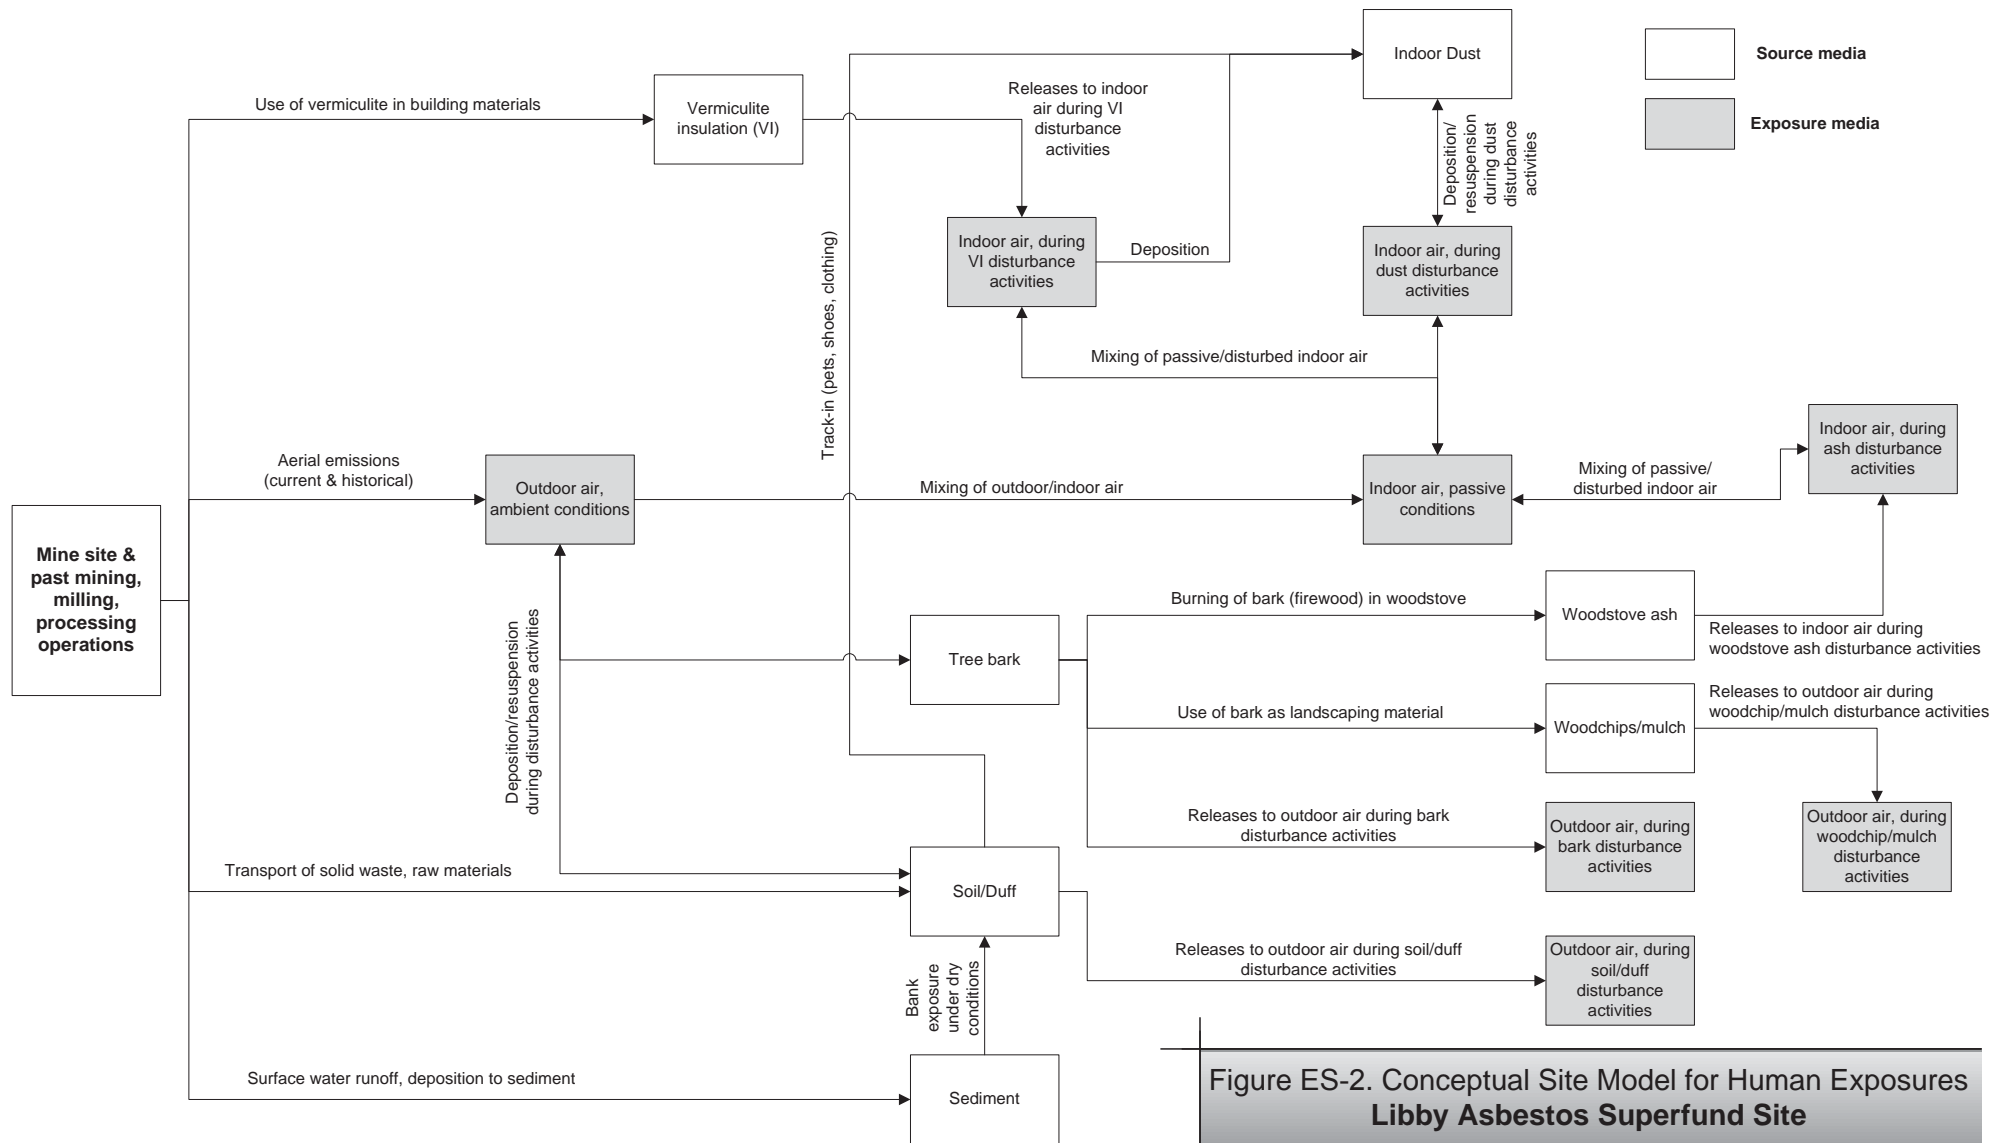 Indoor Dust
Source media
Exposure media
Use of vermiculite in building materials
Vermiculite
insulation (VI)
Releases to indoor
air during VI
disturbance
activities
Deposition/
resuspension
during dust
disturbance
activities
Track-in (pets, shoes, clothing)
Indoor air, during
VI disturbance
activities
Deposition
Indoor air, during
dust disturbance
activities
Mixing of passive/disturbed indoor air
Aerial emissions
(current & historical)
Outdoor air,
ambient conditions
Mixing of outdoor/indoor air
Indoor air, passive
conditions
Mixing of passive/
disturbed indoor air
Indoor air, during
ash disturbance
activities
Mine site &
past mining,
milling,
processing
operations
Deposition/resuspension
during disturbance activities
Tree bark
Burning of bark (firewood) in woodstove
Woodstove ash
Releases to indoor air during
woodstove ash disturbance activities
Use of bark as landscaping material
Woodchips/mulch
Releases to outdoor air during
woodchip/mulch disturbance activities
Releases to outdoor air during bark
disturbance activities
Outdoor air, during
bark disturbance
activities
Outdoor air, during
woodchip/mulch
disturbance
activities
Transport of solid waste, raw materials
Soil/Duff
Releases to outdoor air during soil/duff
disturbance activities
Outdoor air, during
soil/duff
disturbance
activities
Bank
exposure
under dry
conditions
Surface water runoff, deposition to sediment
Sediment
Figure ES-2. Conceptual Site Model for Human Exposures
Libby Asbestos Superfund Site